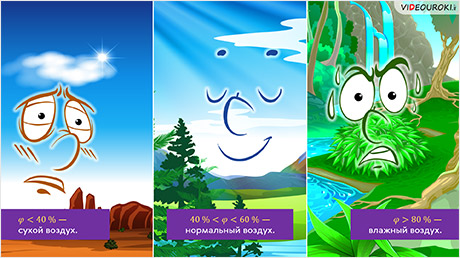 VIDEOUROKI
φ < 40 % —
сухой воздух.
40 % < φ < 60 % —
нормальный воздух.
φ > 80 % —
влажный воздух.